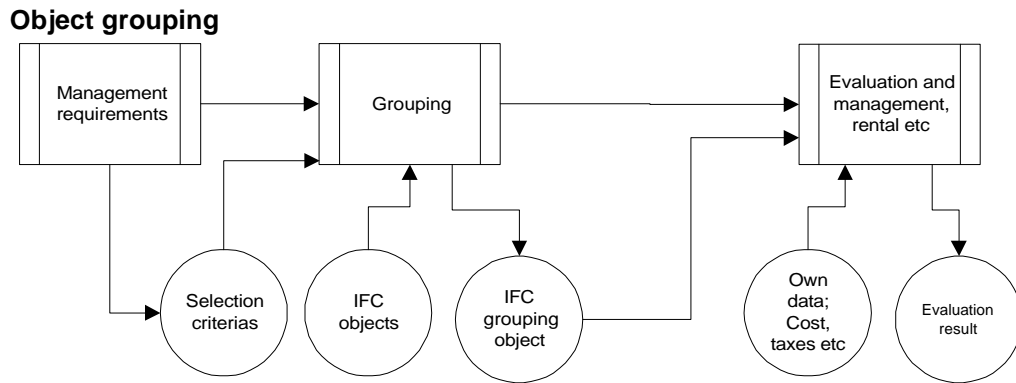 Object grouping
Management
requirements
Grouping
Evaluation and
management,
rental etc
Selection
criterias
IFC
objects
IFC
grouping
object
Own
data;
Cost,
taxes etc
Evaluation
result